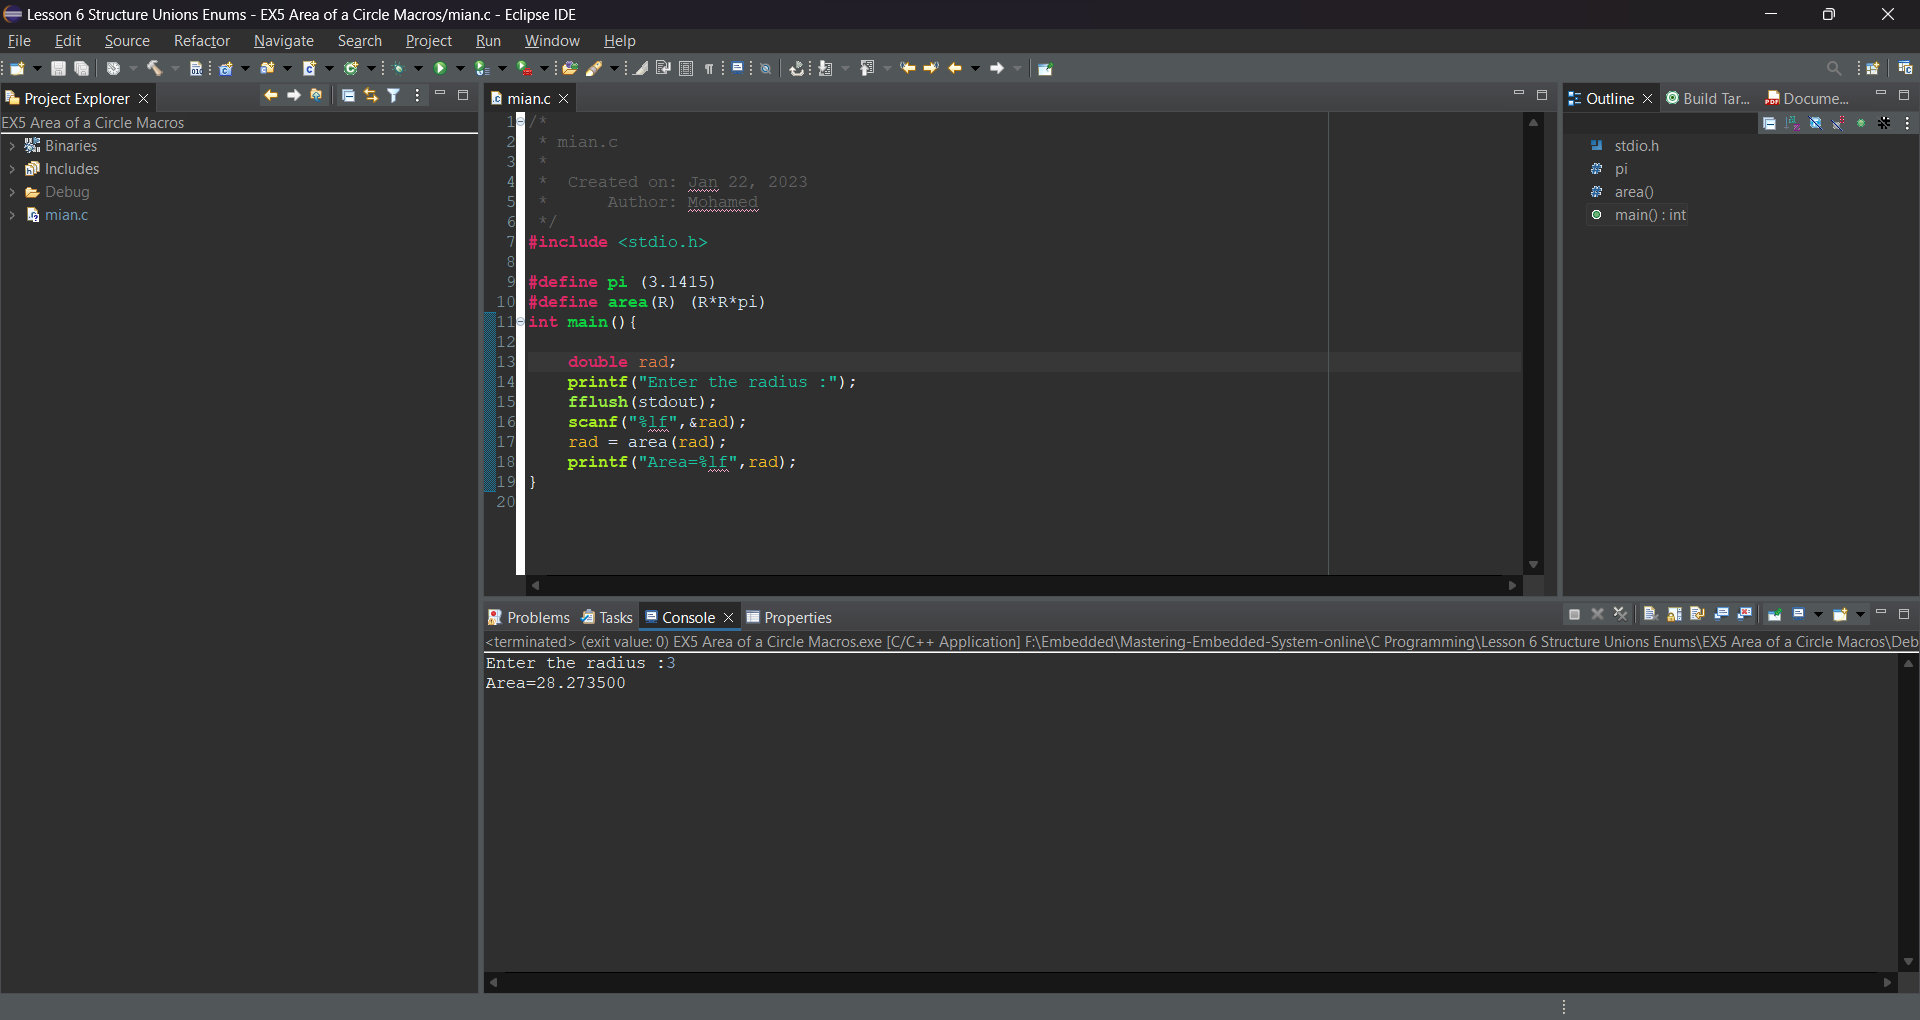 Lesson 6 Structure Unions Enums - EX5 Area of a Circle Macros/mian.c - Eclipse IDE
File Edit Source Refactor Navigate Search Project Run Window Help
Project Explorer
EX5 Area of a Circle Macros
Binaries
Includes
Debug
mian.c
mian.c
1 /*
2  * mian.c
3  *
4  *  Created on: Jan 22, 2023
5  *      Author: Mohamed
6  */
7 #include <stdio.h>
8
9 #define pi (3.1415)
10 #define area(R) (R*R*pi)
11 int main(){
12
13     double rad;
14     printf("Enter the radius :");
15     fflush(stdout);
16     scanf("%lf",&rad);
17     rad = area(rad);
18     printf("Area=%lf",rad);
19 }
20
Outline Build Tar... Docume...
stdio.h
pi
area()
main() : int
Problems Tasks Console Properties
<terminated> (exit value: 0) EX5 Area of a Circle Macros.exe [C/C++ Application] F:\Embedded\Mastering-Embedded-System-online\C Programming\Lesson 6 Structure Unions Enums\EX5 Area of a Circle Macros\Deb
Enter the radius :3
Area=28.273500